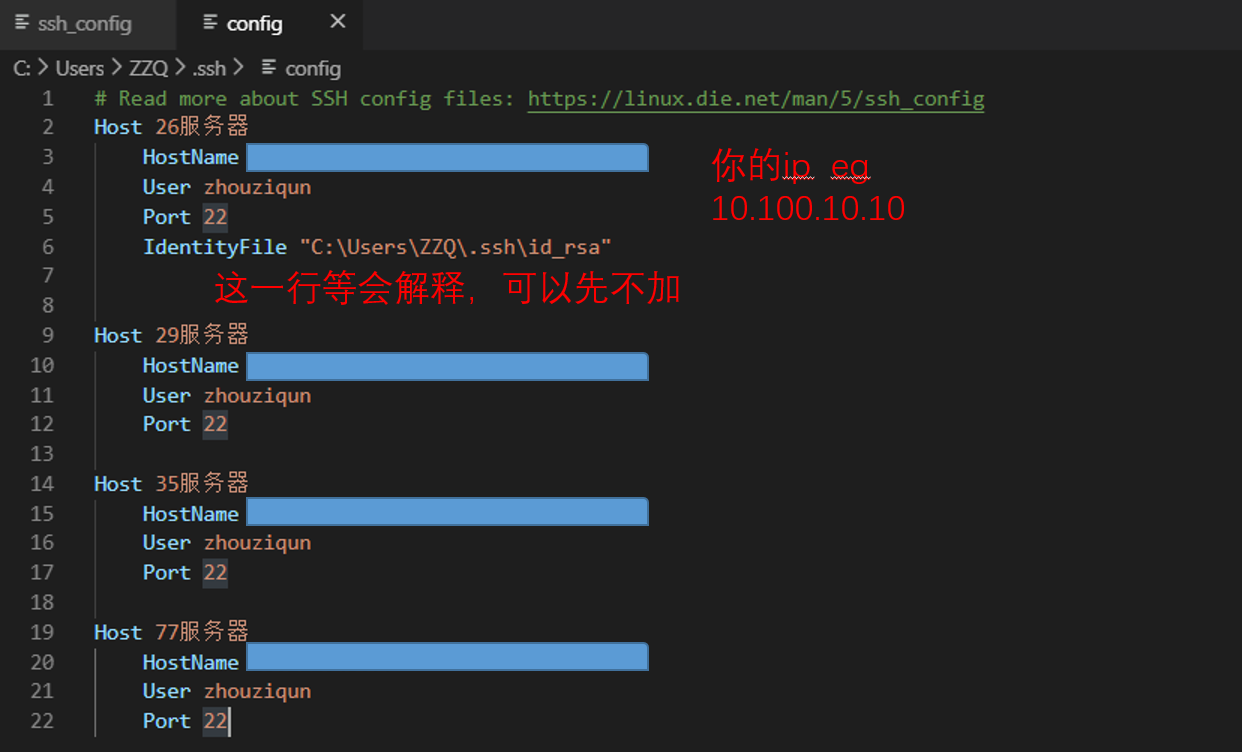 ssh_config config
C: > Users > ZZQ > .ssh > config
1 # Read more about SSH config files: https://linux.die.net/man/5/ssh_config
2 Host 26服务器
3 HostName
你的ip eg
4 User zhouziqun
10.100.10.10
5 Port 22
6 IdentityFile "C:\Users\ZZQ\.ssh\id_rsa"
7
这一行等会解释，可以先不加
8
9 Host 29服务器
10 HostName
11 User zhouziqun
12 Port 22
13
14 Host 35服务器
15 HostName
16 User zhouziqun
17 Port 22
18
19 Host 77服务器
20 HostName
21 User zhouziqun
22 Port 22